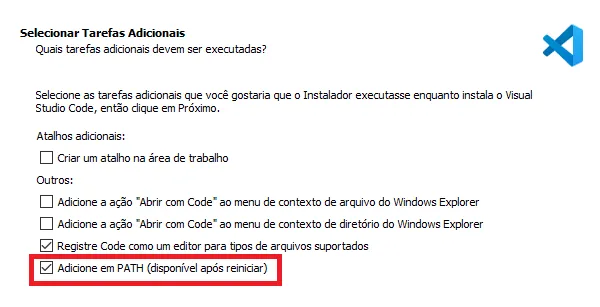 Selecionar Tarefas Adicionais
Quais tarefas adicionais devem ser executadas?
Selecione as tarefas adicionais que você gostaria que o Instalador executasse enquanto instala o Visual
Studio Code, então clique em Próximo.
Atalhos adicionais:
Criar um atalho na área de trabalho
Outros:
Adicione a ação "Abrir com Code" ao menu de contexto de arquivo do Windows Explorer
Adicione a ação "Abrir com Code" ao menu de contexto de diretório do Windows Explorer
Registre Code como um editor para tipos de arquivos suportados
Adicione em PATH (disponível após reiniciar)